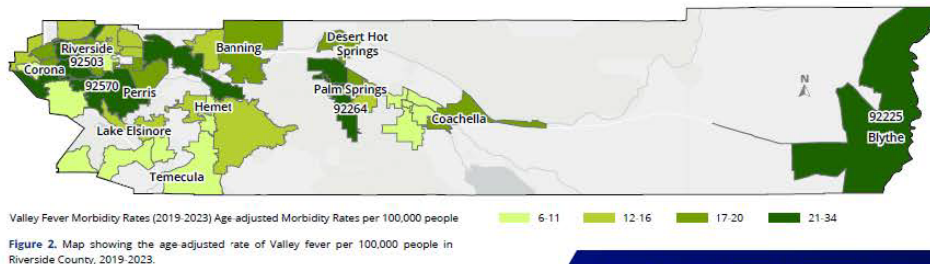 Desert Hot
Springs
Riverside
92503
Banning
Corona
92570
Perris
Palm Springs
92264
Hemet
Lake Elsinore
Coachella
Temecula
N
92225
Blythe
Valley Fever Morbidity Rates (2019-2023) Age-adjusted Morbidity Rates per 100,000 people
6-11
12-16
17-20
21-34
Figure 2. Map showing the age-adjusted rate of Valley fever per 100,000 people in
Riverside County, 2019-2023.